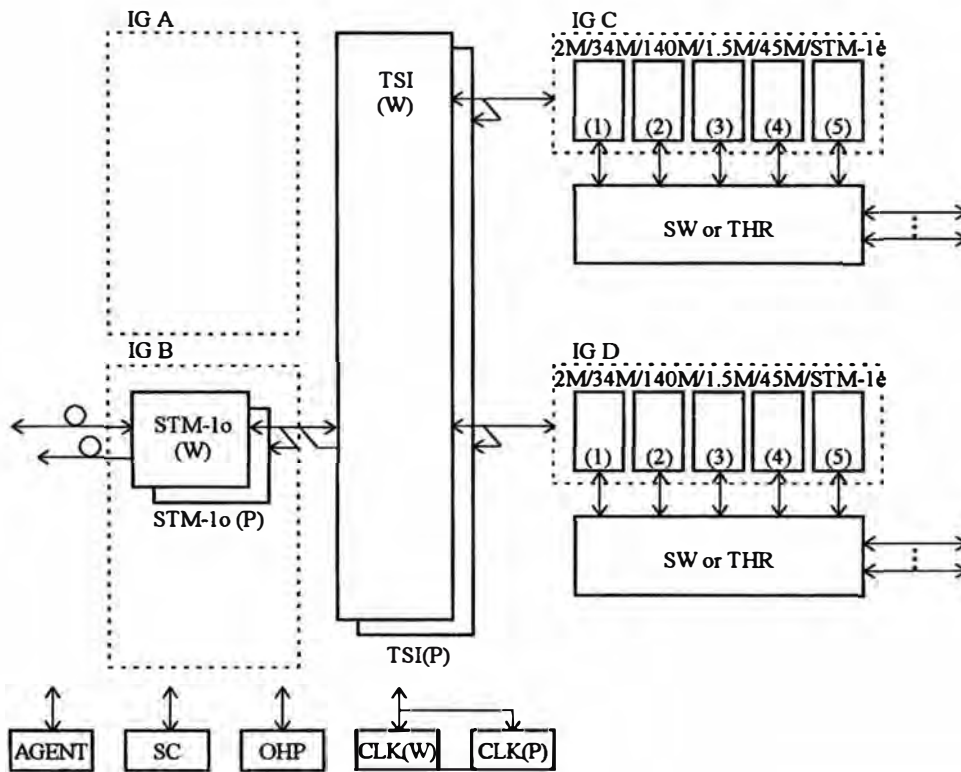 IG A
IG C
2M/34M/140M/1.5M/45M/STM-1e
TSI
(W)
(1) (2) (3) (4) (5)
SW or THR
IG B
IG D
2M/34M/140M/1.5M/45M/STM-1e
STM-1o
(W)
(1) (2) (3) (4) (5)
STM-1o (P)
SW or THR
TSI(P)
AGENT SC OHP CLK(W) CLK(P)